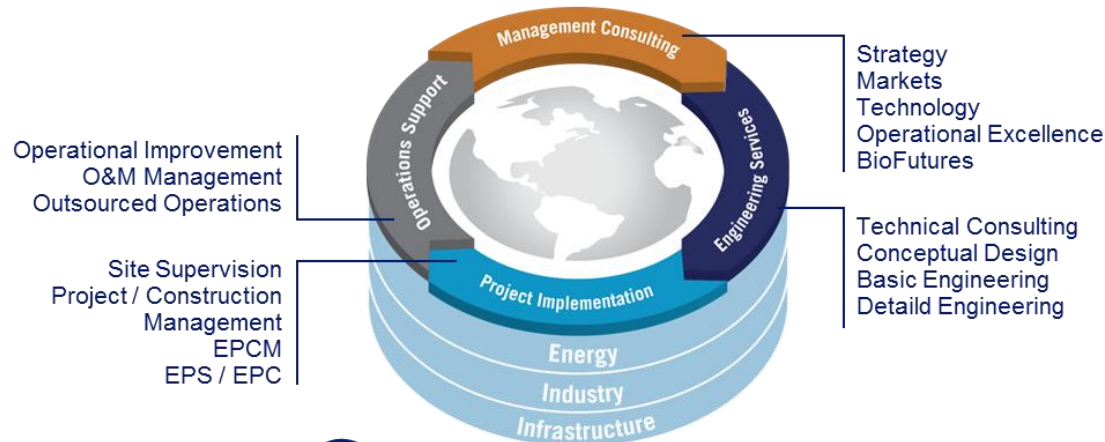 Management Consulting
Strategy
Markets
Technology
Operational Excellence
BioFutures
Operations Support
Operational Improvement
O&M Management
Outsourced Operations
Engineering Services
Technical Consulting
Conceptual Design
Basic Engineering
Detaild Engineering
Project Implementation
Site Supervision
Project / Construction
Management
EPCM
EPS / EPC
Energy
Industry
Infrastructure